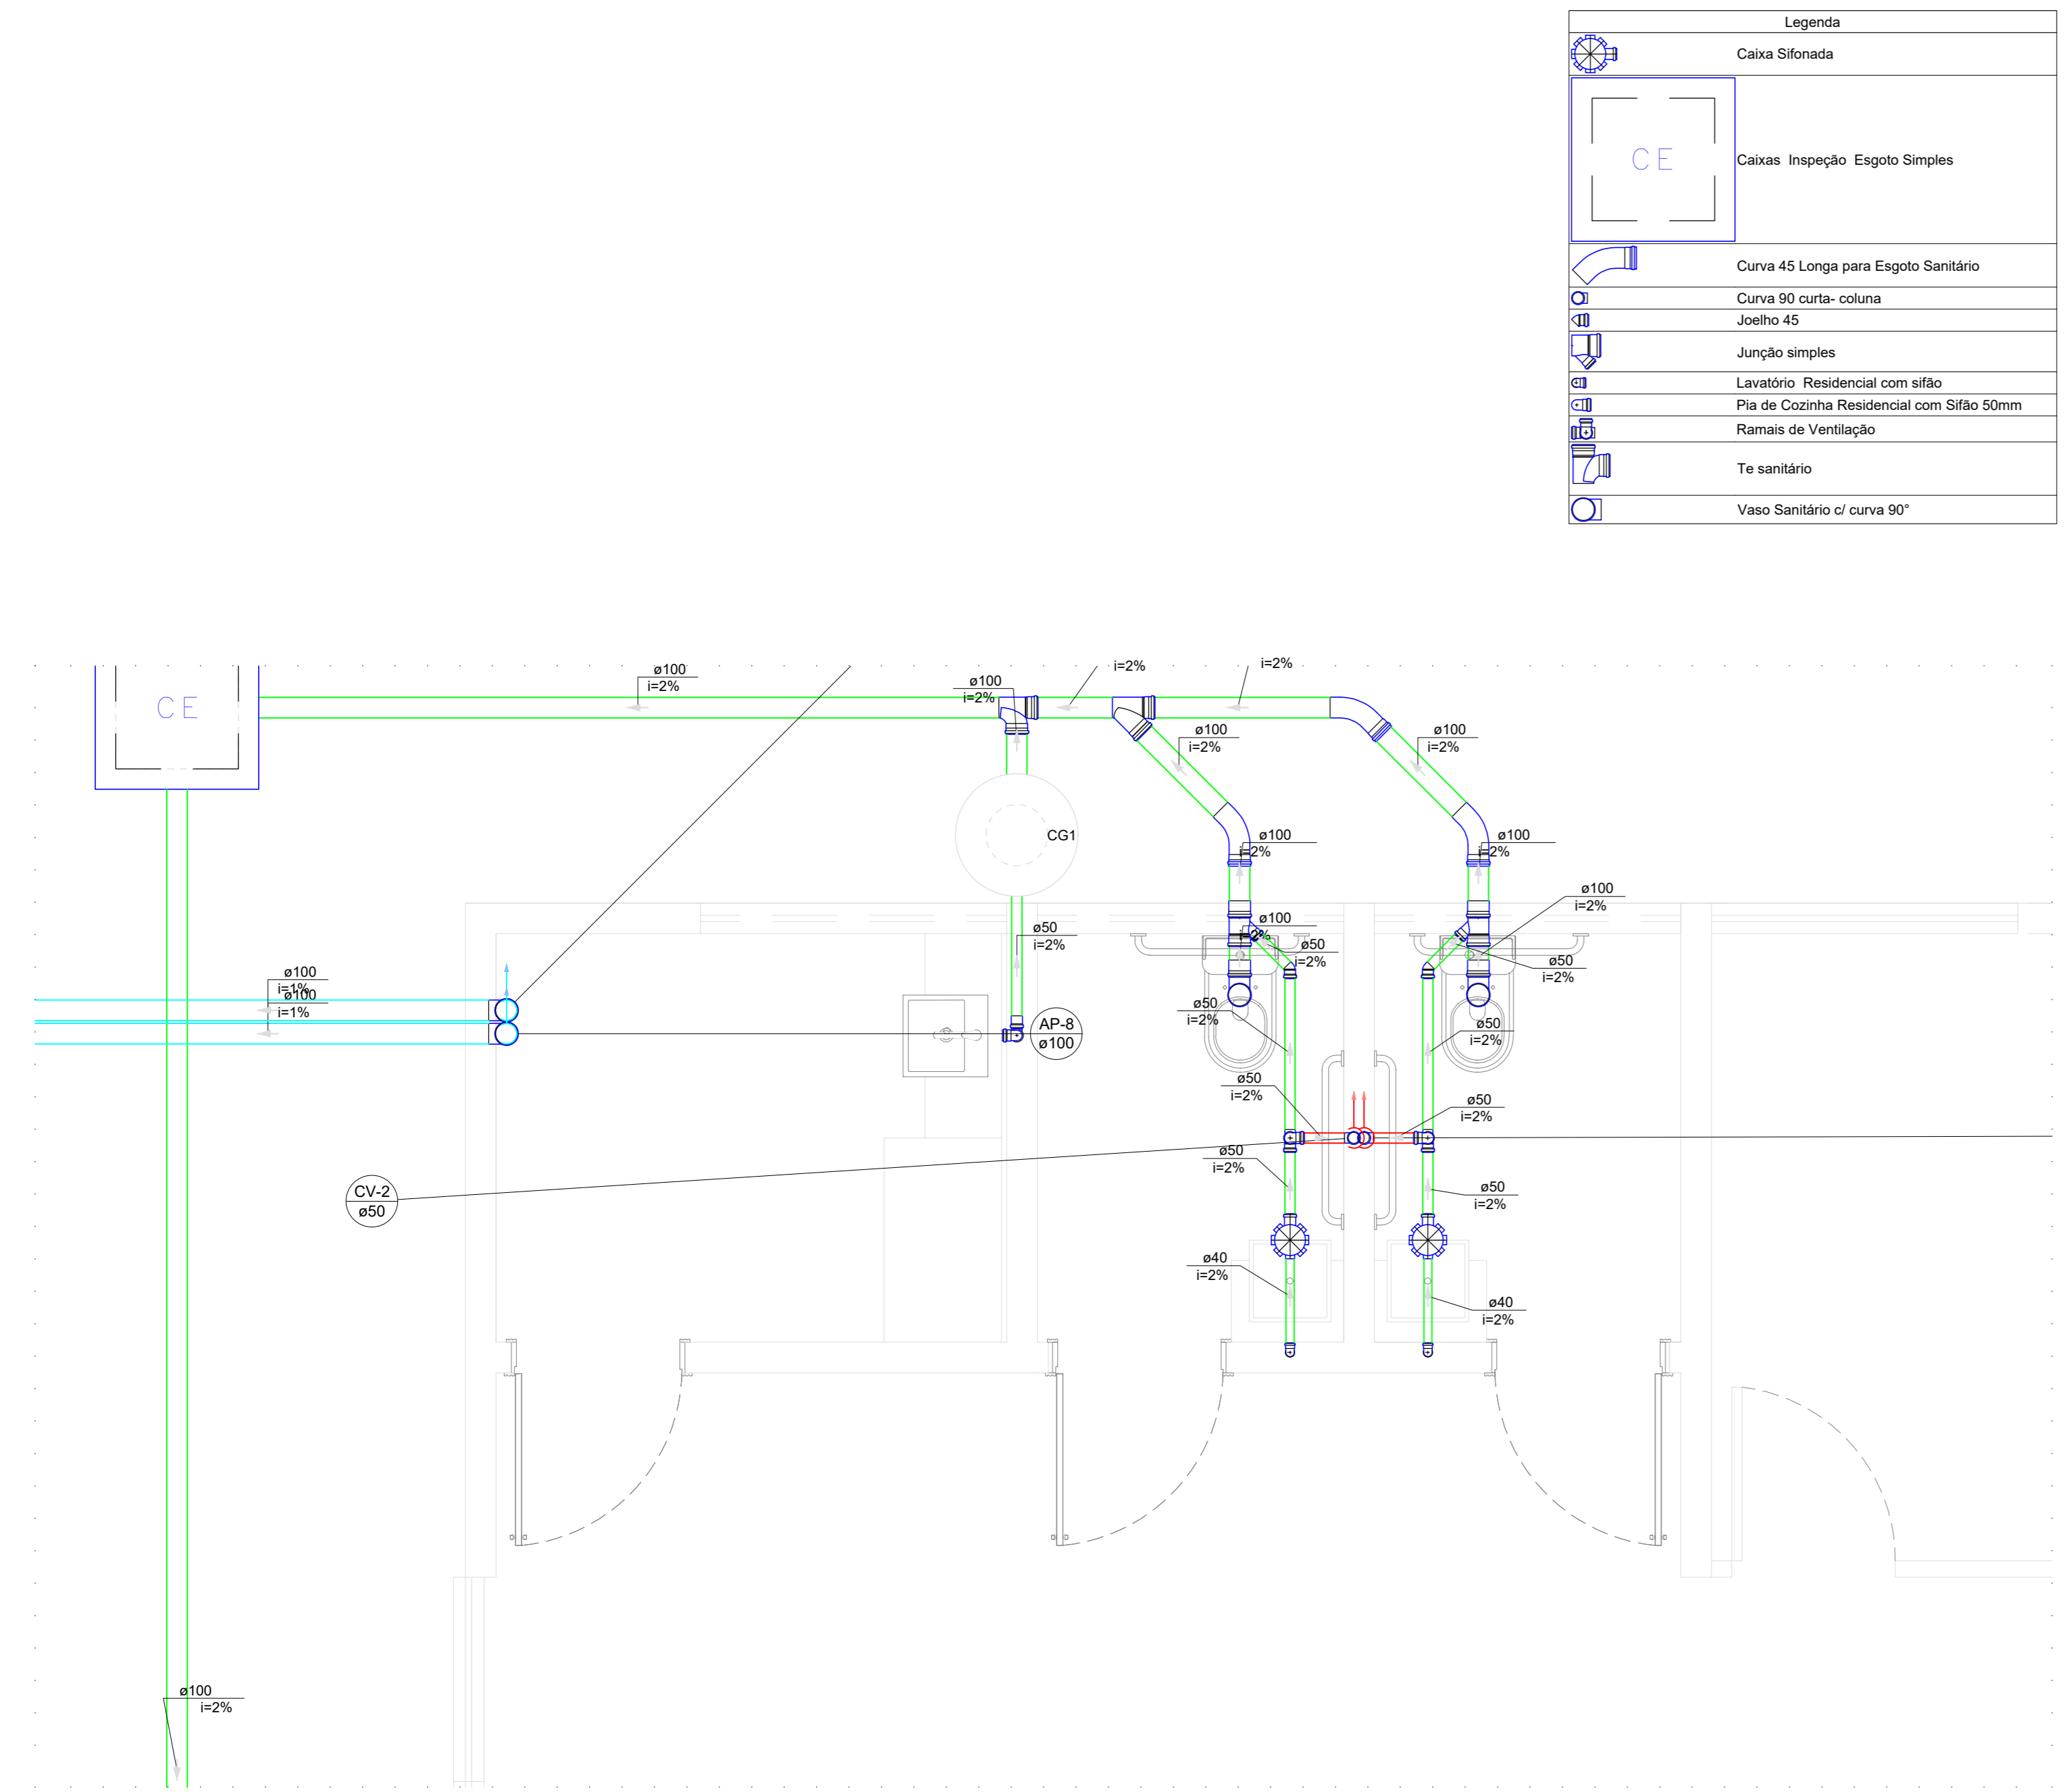 Legenda
Caixa Sifonada
CE
Caixas Inspeção Esgoto Simples
Curva 45 Longa para Esgoto Sanitário
Curva 90 curta- coluna
Joelho 45
Junção simples
Lavatório Residencial com sifão
Pia de Cozinha Residencial com Sifão 50mm
Ramais de Ventilação
Te sanitário
Vaso Sanitário c/ curva 90°
i=2%
i=2%
ø100
i=2%
ø100
i=2%
CE
ø100
i=2%
ø100
i=2%
CG1
ø100
i=2%
ø100
i=2%
ø100
i=2%
ø100
i=2%
ø50
i=2%
ø50
i=2%
ø50
i=2%
ø100
i=1%
ø100
i=1%
ø50
i=2%
AP-8
ø100
ø50
i=2%
ø50
i=2%
ø50
i=2%
ø50
i=2%
CV-2
ø50
ø50
i=2%
ø40
i=2%
ø40
i=2%
ø100
i=2%